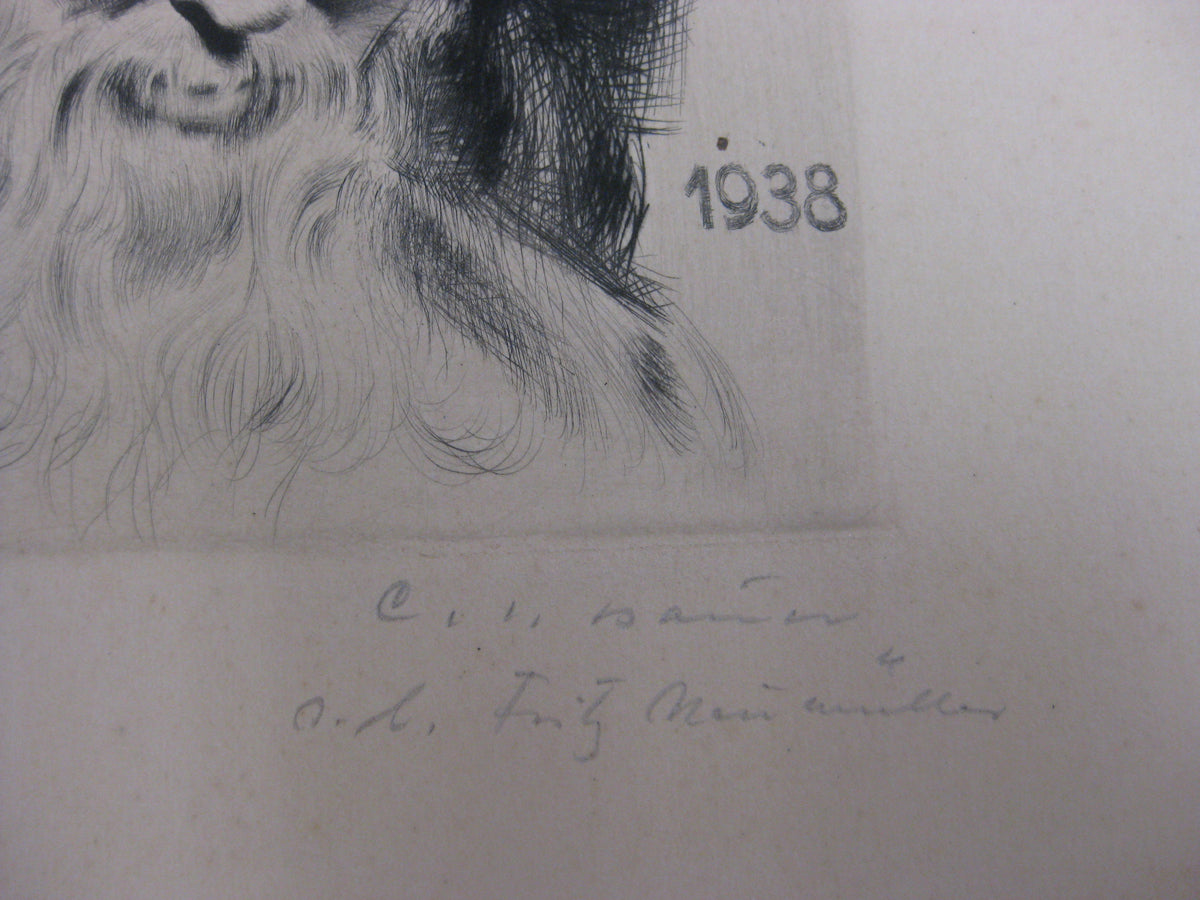 1938
C. Bauer
s. l. Fritz Neumüller